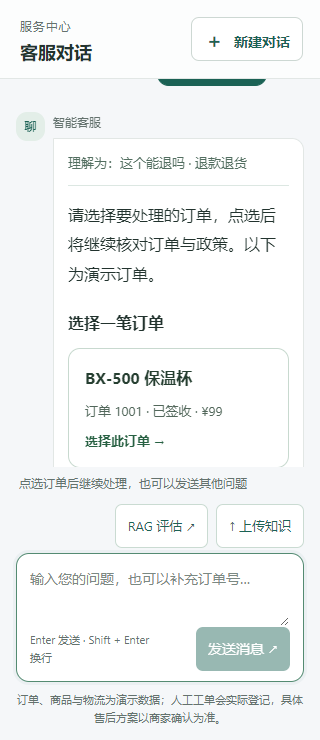 服务中心
客服对话
+ 新建对话
聊
智能客服
理解为：这个能退吗 · 退款退货
请选择要处理的订单，点选后
将继续核对订单与政策。以下
为演示订单。
选择一笔订单
BX-500 保温杯
订单 1001 · 已签收 · ¥99
选择此订单 →
点选订单后继续处理，也可以发送其他问题
RAG 评估 ↗
↑ 上传知识
输入您的问题，也可以补充订单号...
Enter 发送 · Shift + Enter
换行
发送消息 ↗
订单、商品与物流为演示数据；人工工单会实际登记，具体
售后方案以商家确认为准。